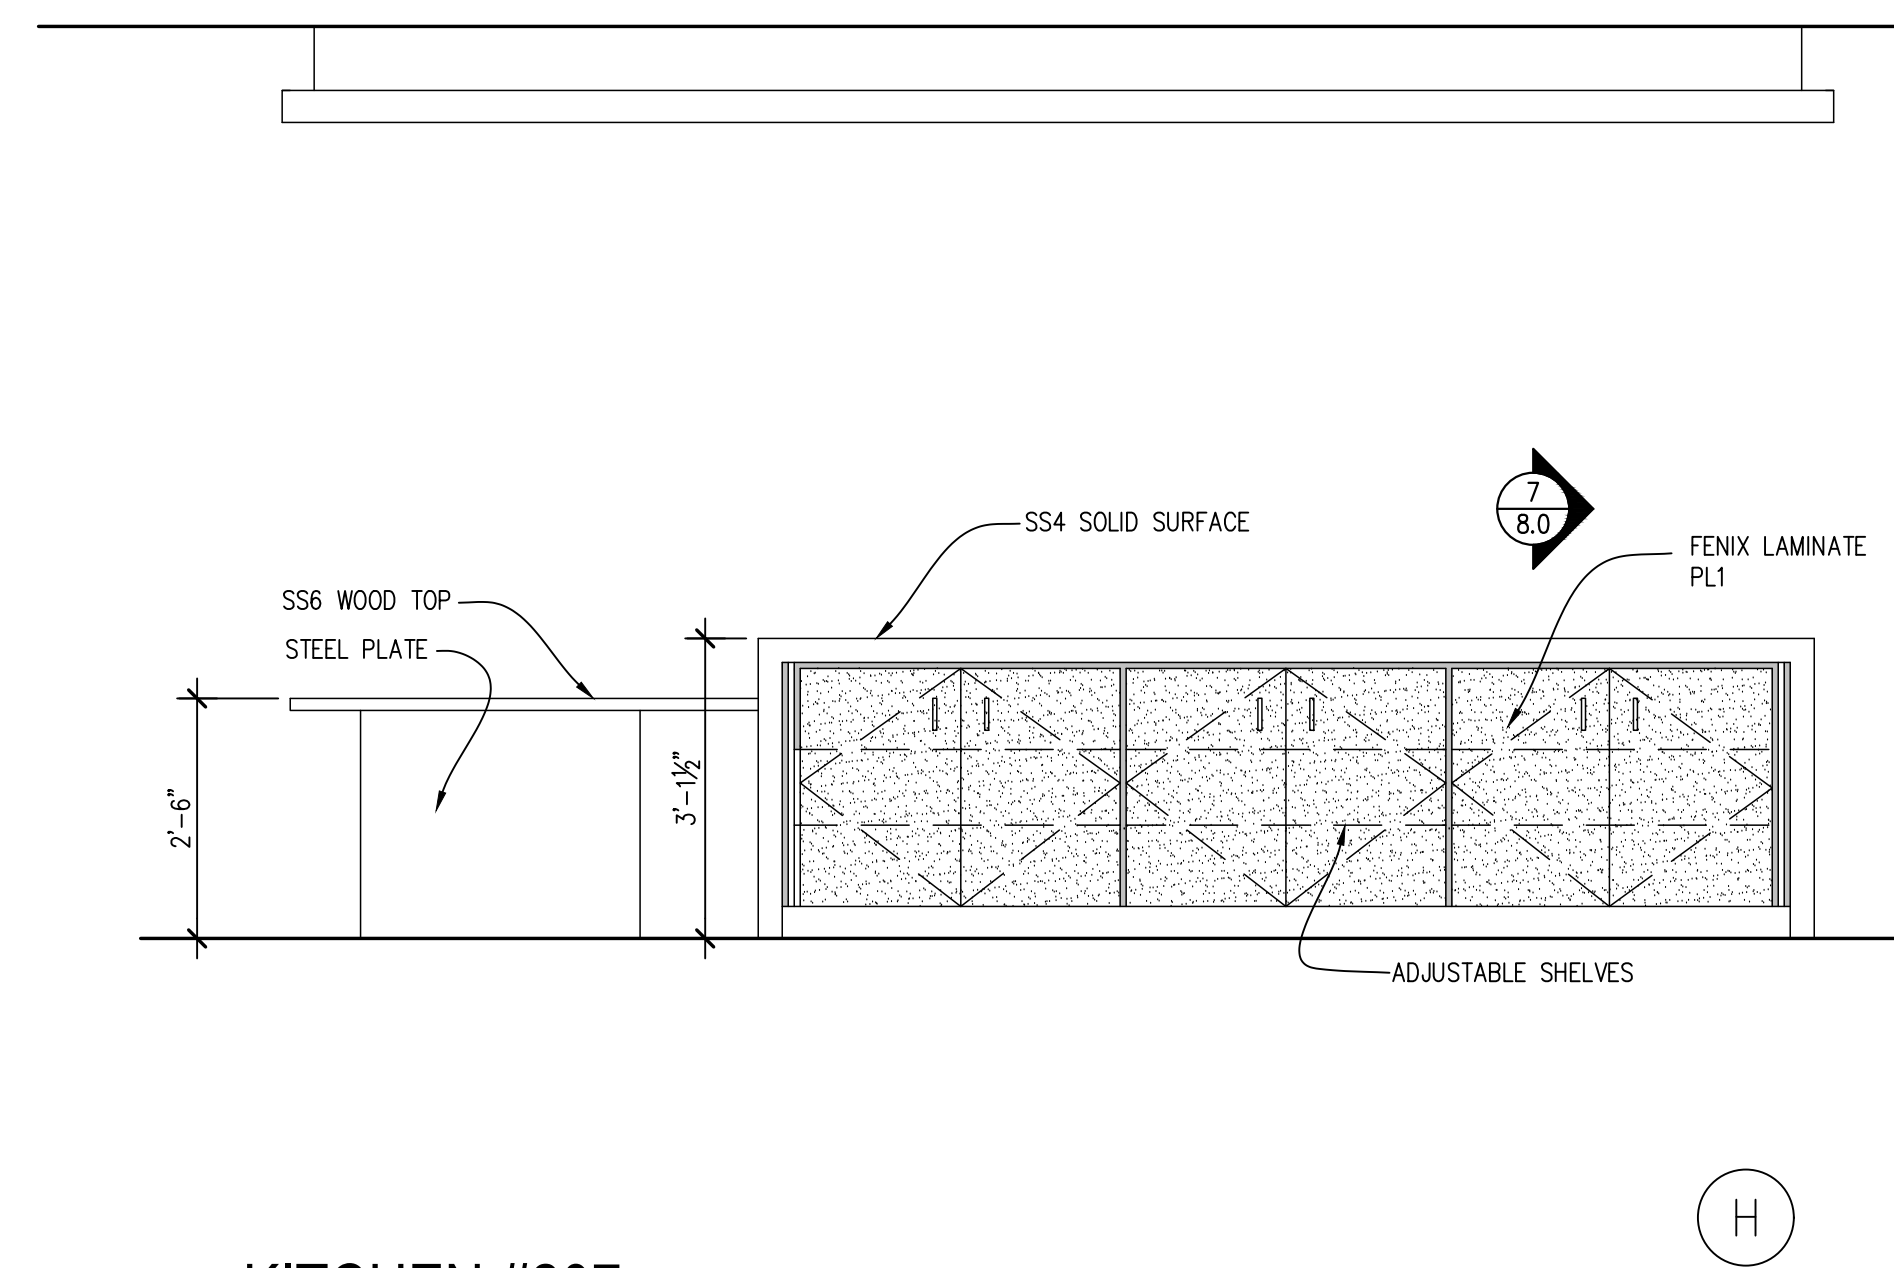 7
8.0
SS4 SOLID SURFACE
FENIX LAMINATE
PL1
SS6 WOOD TOP
STEEL PLATE
2'-6"
3'-1½"
ADJUSTABLE SHELVES
H